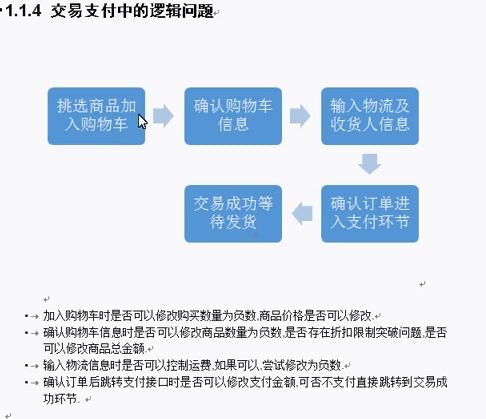 1.1.4 交易支付中的逻辑问题
挑选商品加
入购物车
确认购物车
信息
输入物流及
收货人信息
确认订单进
入支付环节
交易成功等
待发货
加入购物车时是否可以修改购买数量为负数,商品价格是否可以修改.
确认购物车信息时是否可以修改商品数量为负数,是否存在折扣限制突破问题,是否
可以修改商品总金额.
输入物流信息时是否可以控制运费,如果可以,尝试修改为负数.
确认订单后跳转支付接口时是否可以修改支付金额,可否不支付直接跳转到交易成
功环节.